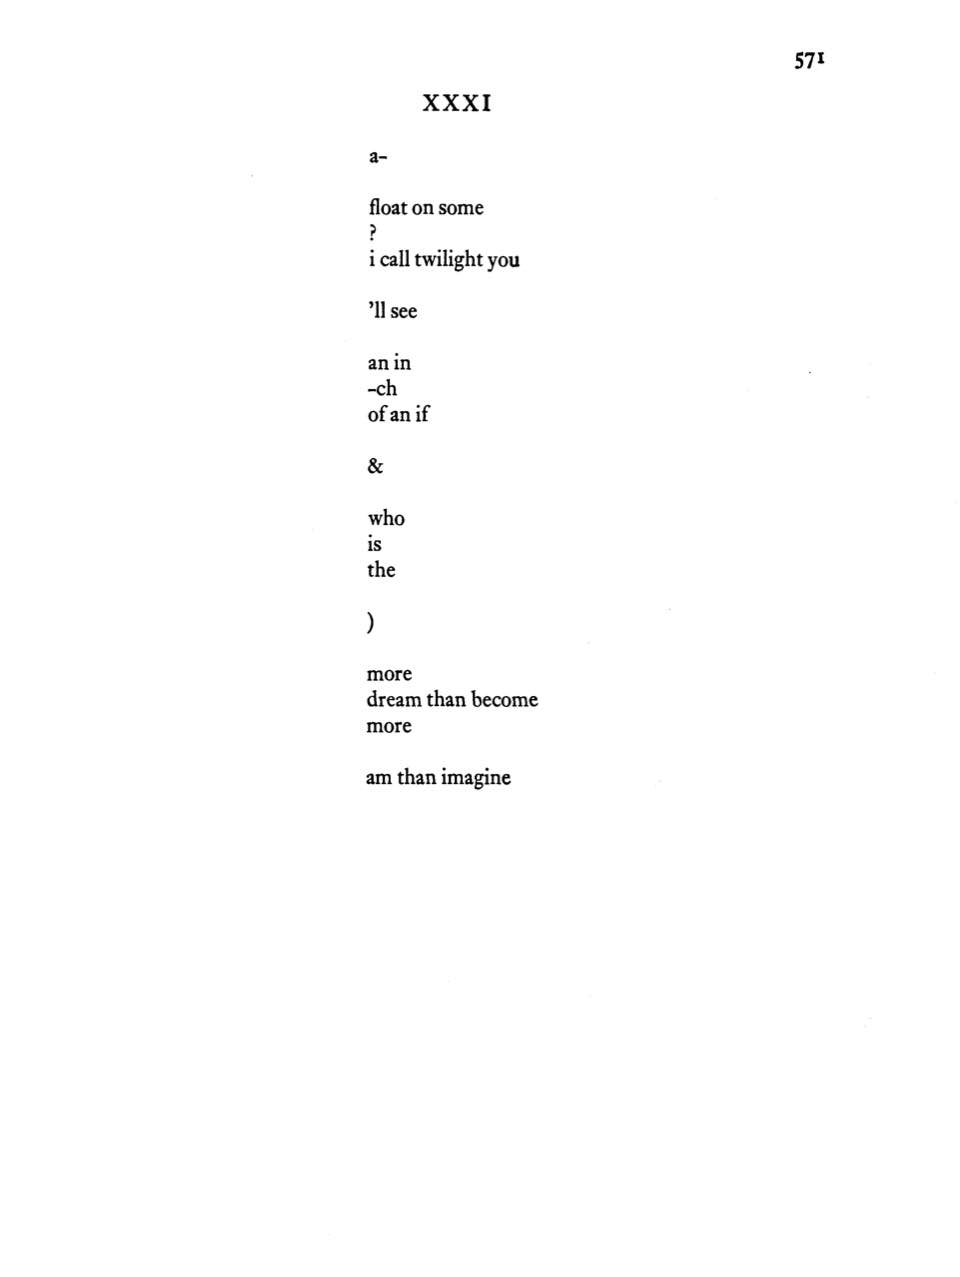 571
XXXI
a-
float on some
?
i call twilight you
’ll see
an in
-ch
of an if
&
who
is
the
)
more
dream than become
more
am than imagine